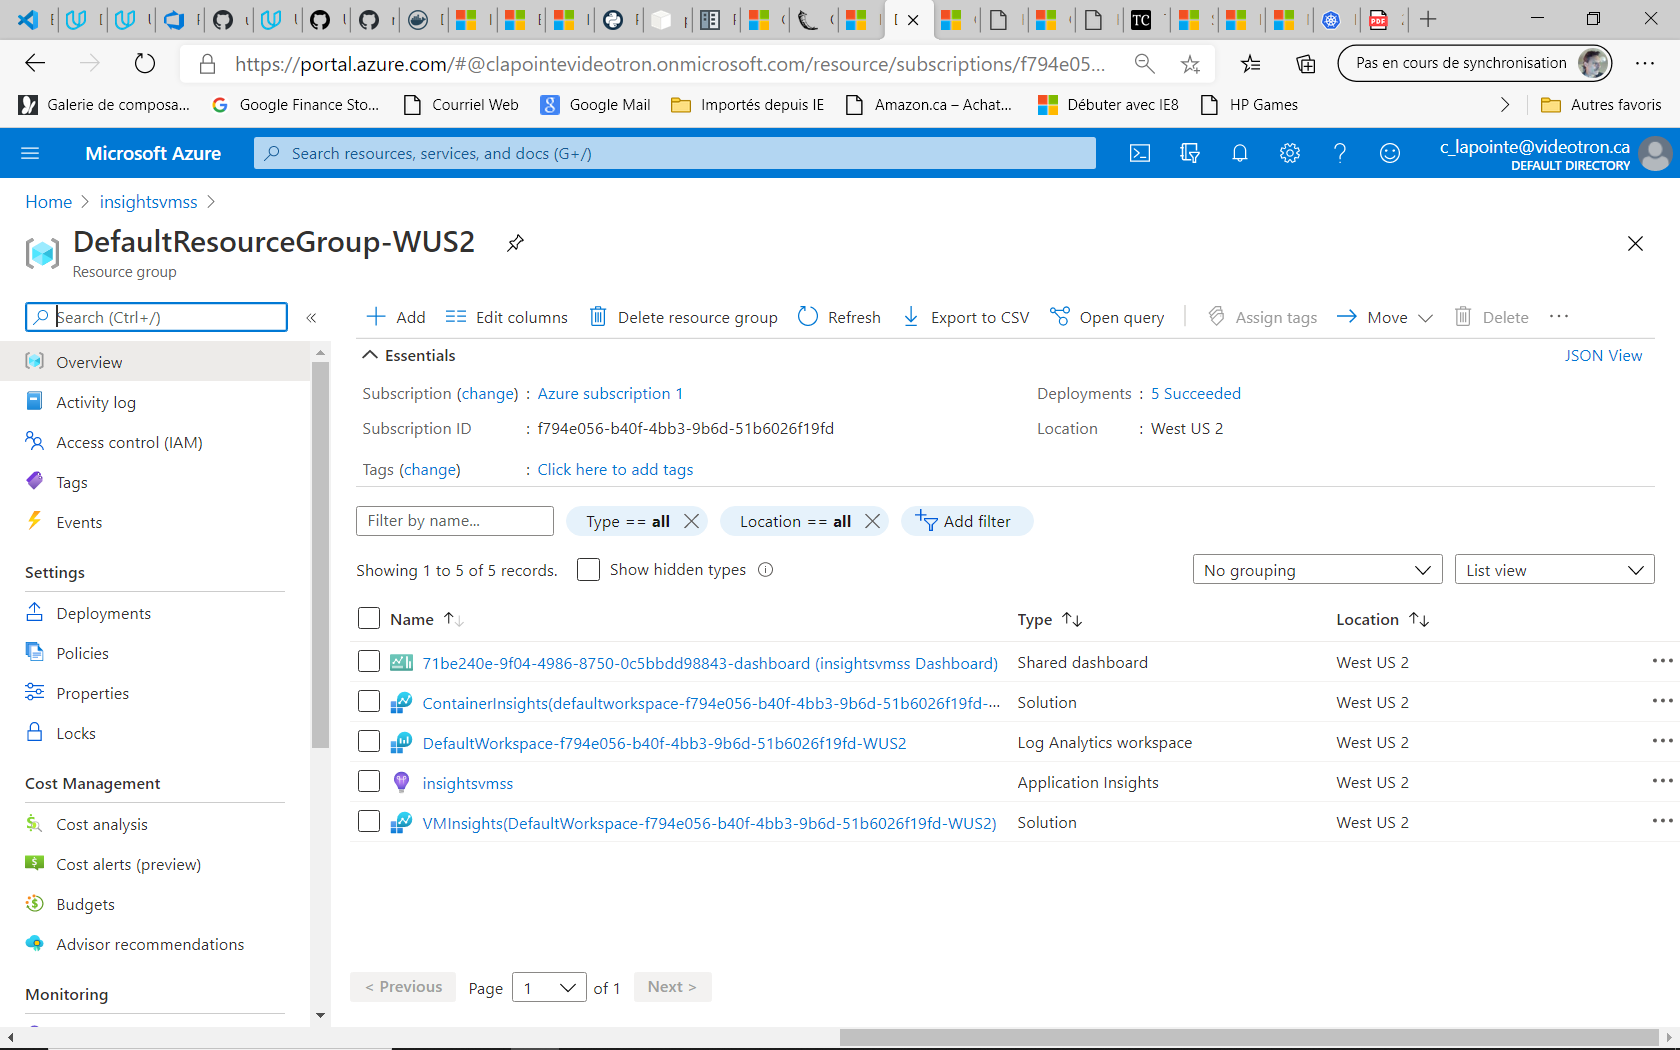 https://portal.azure.com/#@clapointevideotron.onmicrosoft.com/resource/subscriptions/f794e05...
Pas en cours de synchronisation
Galerie de composa...
Google Finance Sto...
Courriel Web
Google Mail
Importés depuis IE
Amazon.ca – Achat...
Débuter avec IE8
HP Games
Autres favoris
Microsoft Azure
Search resources, services, and docs (G+/)
c_lapointe@videotron.ca
DEFAULT DIRECTORY
Home
insightsvmss
DefaultResourceGroup-WUS2
Resource group
Search (Ctrl+/)
«
Add
Edit columns
Delete resource group
Refresh
Export to CSV
Open query
Assign tags
Move
Delete
...
Overview
Activity log
Access control (IAM)
Tags
Events
Settings
Deployments
Policies
Properties
Locks
Cost Management
Cost analysis
Cost alerts (preview)
Budgets
Advisor recommendations
Monitoring
Essentials
JSON View
Subscription (change) : Azure subscription 1
Deployments : 5 Succeeded
Subscription ID : f794e056-b40f-4bb3-9b6d-51b6026f19fd
Location : West US 2
Tags (change) : Click here to add tags
Filter by name...
Type == all
Location == all
Add filter
Showing 1 to 5 of 5 records.
Show hidden types
No grouping
List view
Name
Type
Location
71be240e-9f04-4986-8750-0c5bbdd98843-dashboard (insightsvmss Dashboard) Shared dashboard West US 2 ...
ContainerInsights(defaultworkspace-f794e056-b40f-4bb3-9b6d-51b6026f19fd-... Solution West US 2 ...
DefaultWorkspace-f794e056-b40f-4bb3-9b6d-51b6026f19fd-WUS2 Log Analytics workspace West US 2 ...
insightsvmss Application Insights West US 2 ...
VMInsights(DefaultWorkspace-f794e056-b40f-4bb3-9b6d-51b6026f19fd-WUS2) Solution West US 2 ...
< Previous
Page 1 of 1
Next >